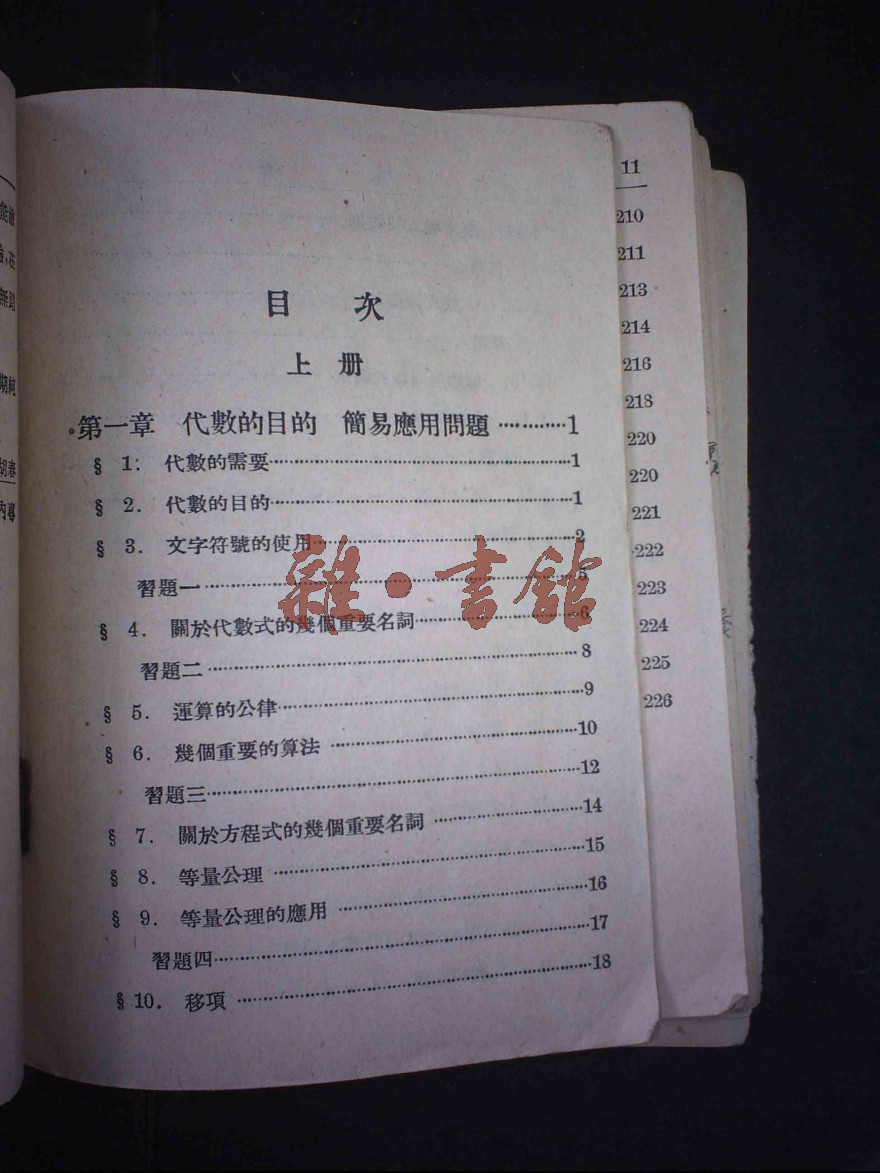 目 次
上 册
第一章 代數的目的 簡易應用問題 …………1
§ 1. 代數的需要……………………………1
§ 2. 代數的目的……………………………1
§ 3. 文字符號的使用………………………2
習題一……………………………………5
§ 4. 關於代數式的幾個重要名詞…………6
習題二……………………………………8
§ 5. 運算的公律……………………………9
§ 6. 幾個重要的算法………………………10
習題三……………………………………12
§ 7. 關於方程式的幾個重要名詞…………14
§ 8. 等量公理………………………………15
§ 9. 等量公理的應用………………………16
習題四……………………………………17
§10. 移項……………………………………18
雜·書館
11
210
211
213
214
216
218
220
220
221
222
223
224
225
226